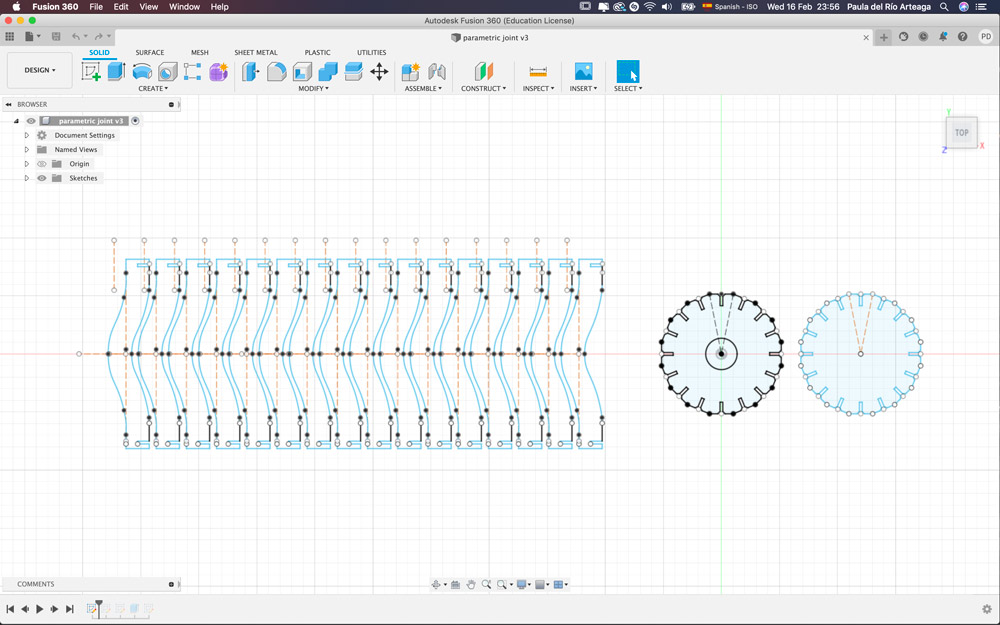 Fusion 360 File Edit View Window Help Spanish - ISO Wed 16 Feb 23:56 Paula del Río Arteaga
Autodesk Fusion 360 (Education License)
parametric joint v3
PD
SOLID SURFACE MESH SHEET METAL PLASTIC UTILITIES
DESIGN
CREATE MODIFY ASSEMBLE CONSTRUCT INSPECT INSERT SELECT
BROWSER
parametric joint v3
Document Settings
Named Views
Origin
Sketches
Y
TOP
X
Z
COMMENTS